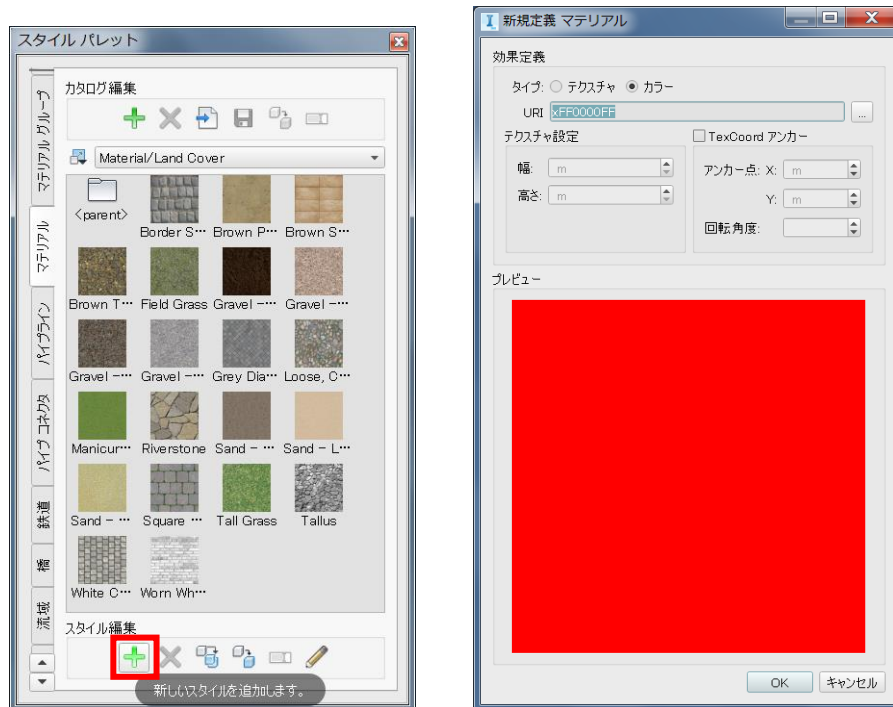 スタイル パレット
マテリアル グループ
マテリアル
パイプライン
パイプ コネクタ
鉄道
橋
流域
カタログ編集
Material/Land Cover
<parent>
Border S… Brown P… Brown S…
Brown T… Field Grass Gravel -… Gravel -…
Gravel -… Gravel -… Grey Dia… Loose, C…
Manicur… Riverstone Sand - … Sand - L…
Sand - … Square … Tall Grass Tallus
White C… Worn Wh…
スタイル編集
新しいスタイルを追加します。
新規定義 マテリアル
効果定義
タイプ: テクスチャ カラー
URI xFF0000FF ...
テクスチャ設定
幅: m
高さ: m
TexCoord アンカー
アンカー点: X: m
Y: m
回転角度:
プレビュー
OK キャンセル